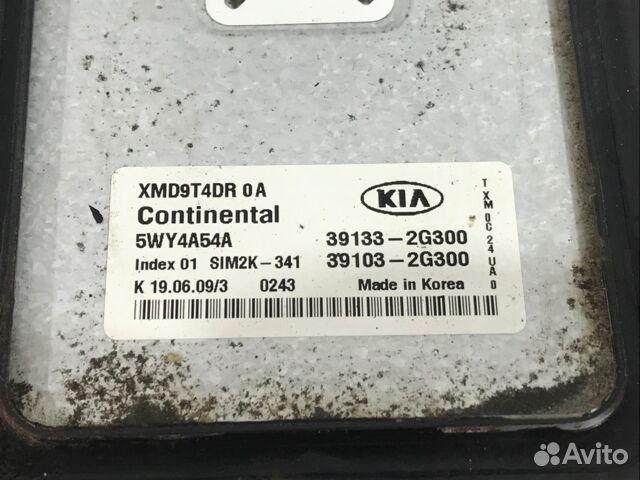 XMD9T4DR 0A
Continental
5WY4A54A
Index 01 SIM2K-341
K 19.06.09/3 0243
KIA
39133-2G300
39103-2G300
Made in Korea
TXM0C24UA0
Avito